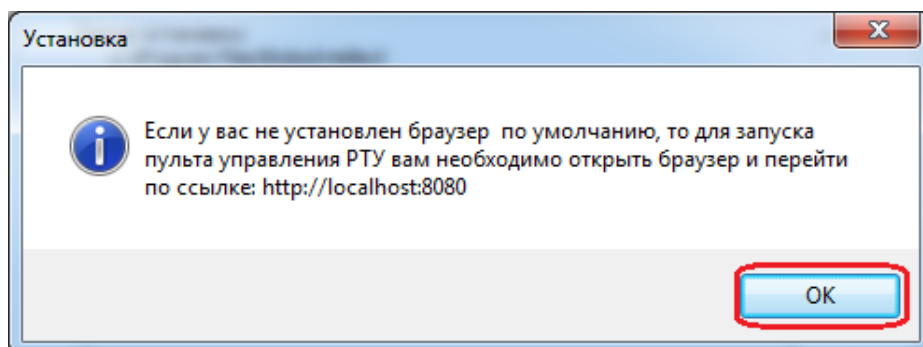 Установка
Если у вас не установлен браузер  по умолчанию, то для запуска
пульта управления РТУ вам необходимо открыть браузер и перейти
по ссылке: http://localhost:8080
ОК